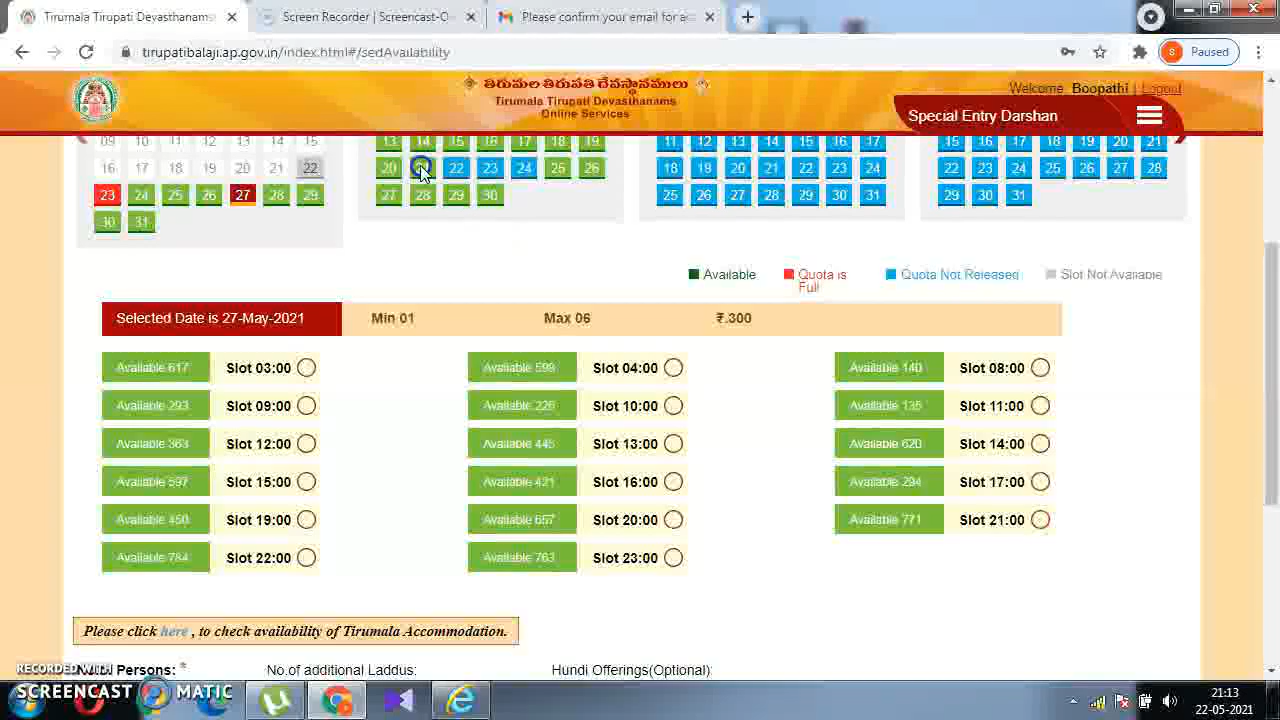 Tirumala Tirupati Devasthanams
Screen Recorder | Screencast-O
Please confirm your email for ac
tirupatibalaji.ap.gov.in/index.html#/sedAvailability
S Paused
తిరుమల తిరుపతి దేవస్థానములు
Tirumala Tirupati Devasthanams
Online Services
Welcome, Boopathi | Logout
Special Entry Darshan
09 10 11 12 13 14 15
16 17 18 19 20 21 22
23 24 25 26 27 28 29
30 31
13 14 15 16 17 18 19
20 22 23 24 25 26
27 28 29 30
11 12 13 14 15 16 17
18 19 20 21 22 23 24
25 26 27 28 29 30 31
15 16 17 18 19 20 21
22 23 24 25 26 27 28
29 30 31
Available Quota is Full Quota Not Released Slot Not Available
Selected Date is 27-May-2021 Min 01 Max 06 ₹.300
Available 617 Slot 03:00 Available 599 Slot 04:00 Available 140 Slot 08:00
Available 293 Slot 09:00 Available 226 Slot 10:00 Available 135 Slot 11:00
Available 363 Slot 12:00 Available 445 Slot 13:00 Available 620 Slot 14:00
Available 597 Slot 15:00 Available 421 Slot 16:00 Available 294 Slot 17:00
Available 450 Slot 19:00 Available 657 Slot 20:00 Available 771 Slot 21:00
Available 784 Slot 22:00 Available 763 Slot 23:00
Please click here , to check availability of Tirumala Accommodation.
Persons: * No.of additional Laddus: Hundi Offerings(Optional):
RECORDED WITH
SCREENCAST MATIC
21:13
22-05-2021